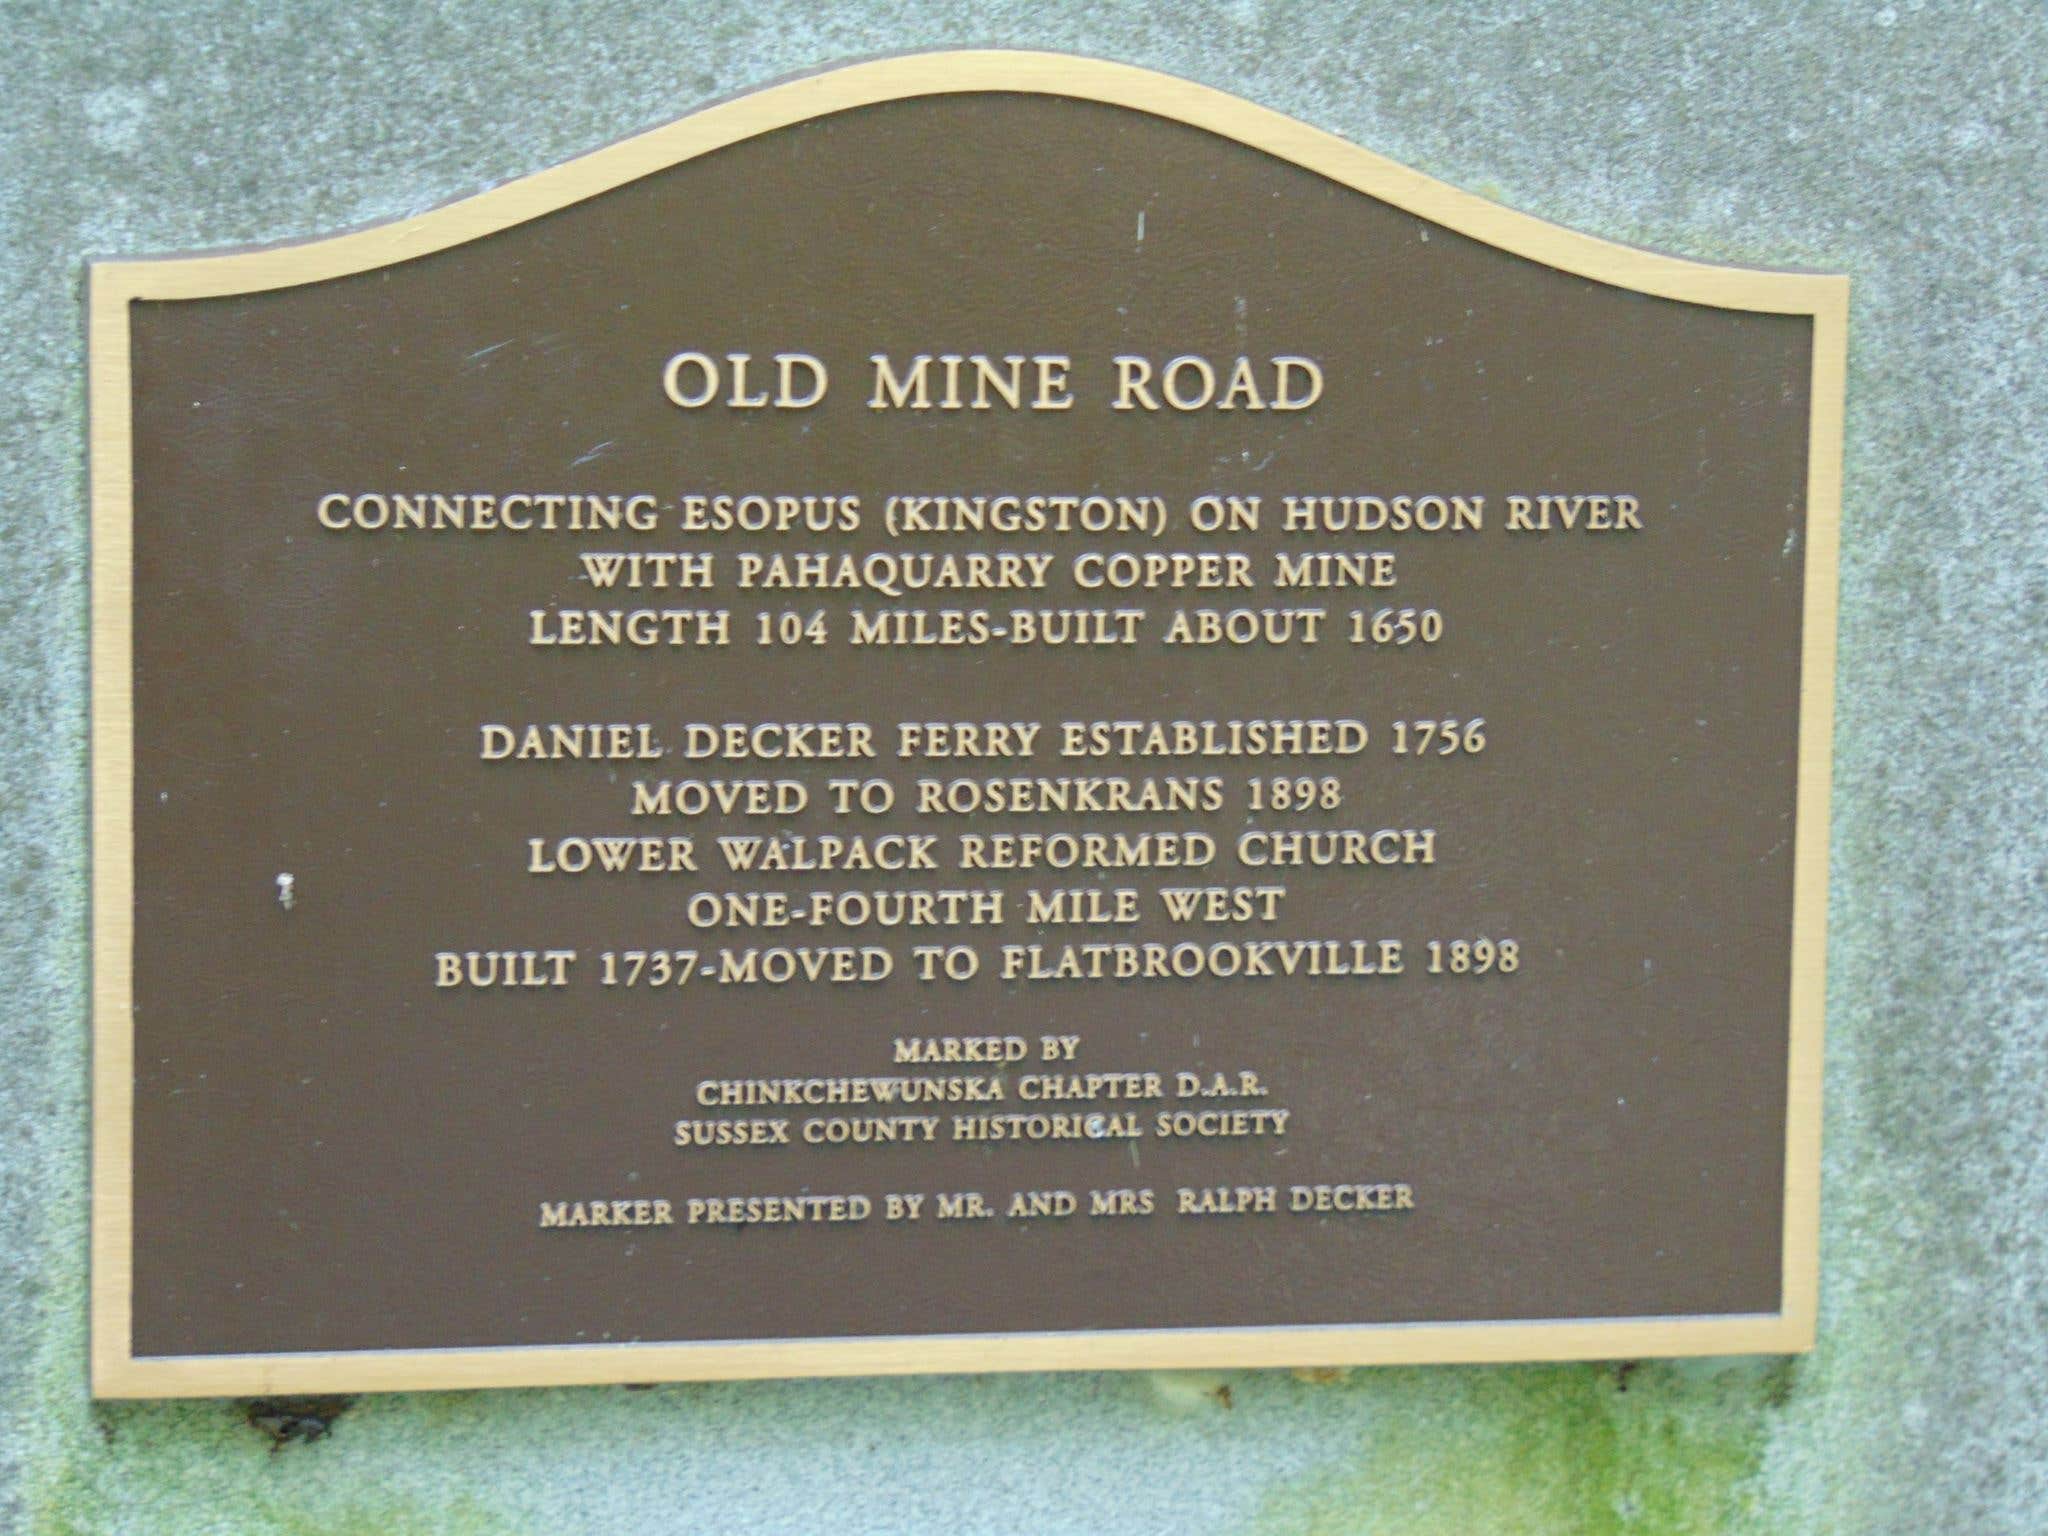 OLD MINE ROAD
CONNECTING ESOPUS (KINGSTON) ON HUDSON RIVER
WITH PAHAQUARRY COPPER MINE
LENGTH 104 MILES-BUILT ABOUT 1650
DANIEL DECKER FERRY ESTABLISHED 1756
MOVED TO ROSENKRANS 1898
LOWER WALPACK REFORMED CHURCH
ONE-FOURTH MILE WEST
BUILT 1737-MOVED TO FLATBROOKVILLE 1898
MARKED BY
CHINKCHEWUNSKA CHAPTER D.A.R.
SUSSEX COUNTY HISTORICAL SOCIETY
MARKER PRESENTED BY MR. AND MRS RALPH DECKER